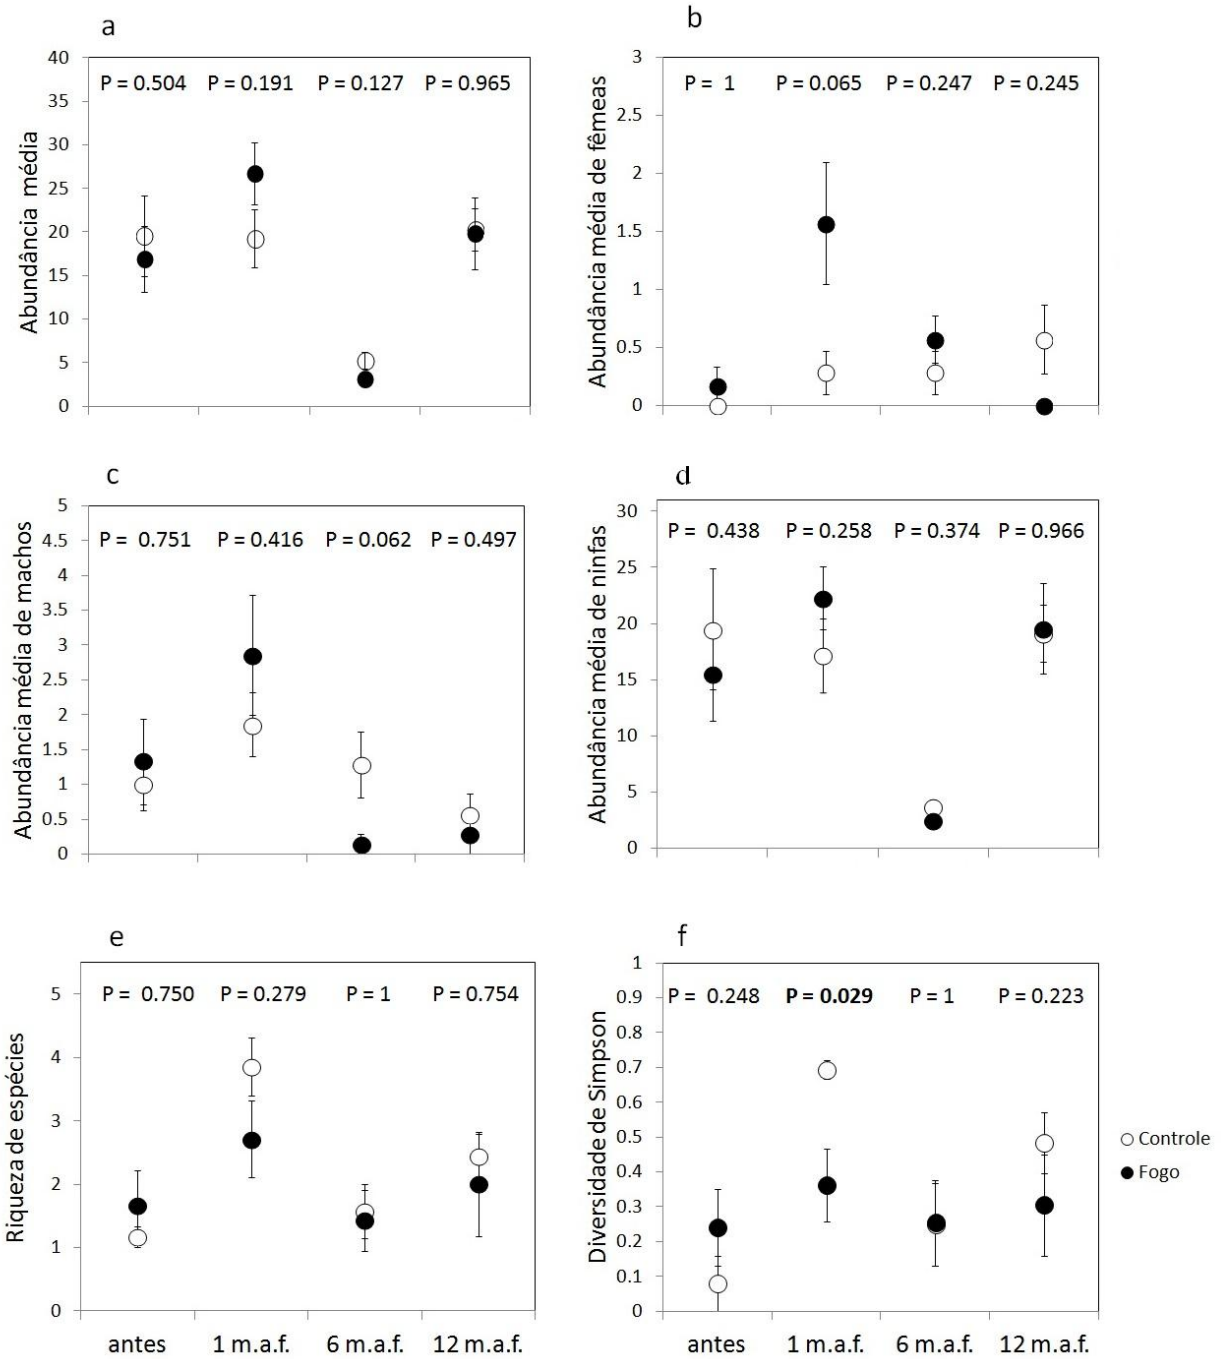 a
Abundância média
40
35
30
25
20
15
10
5
0
P = 0.504 P = 0.191 P = 0.127 P = 0.965
b
Abundância média de fêmeas
3
2.5
2
1.5
1
0.5
0
P = 1 P = 0.065 P = 0.247 P = 0.245
c
Abundância média de machos
5
4.5
4
3.5
3
2.5
2
1.5
1
0.5
0
P = 0.751 P = 0.416 P = 0.062 P = 0.497
d
Abundância média de ninfas
30
25
20
15
10
5
0
P = 0.438 P = 0.258 P = 0.374 P = 0.966
e
Riqueza de espécies
5
4
3
2
1
0
P = 0.750 P = 0.279 P = 1 P = 0.754
antes 1 m.a.f. 6 m.a.f. 12 m.a.f.
f
Diversidade de Simpson
1
0.9
0.8
0.7
0.6
0.5
0.4
0.3
0.2
0.1
0
P = 0.248 P = 0.029 P = 1 P = 0.223
antes 1 m.a.f. 6 m.a.f. 12 m.a.f.
Controle
Fogo